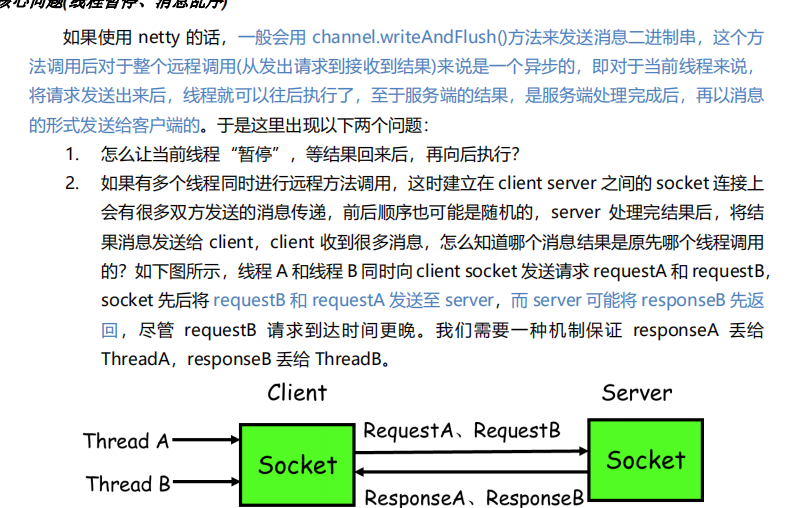 核心问题(线程暂停、消息乱序)
如果使用 netty 的话，一般会用 channel.writeAndFlush()方法来发送消息二进制串，这个方
法调用后对于整个远程调用(从发出请求到接收到结果)来说是一个异步的，即对于当前线程来说，
将请求发送出来后，线程就可以往后执行了，至于服务端的结果，是服务端处理完成后，再以消息
的形式发送给客户端的。于是这里出现以下两个问题：
1. 怎么让当前线程“暂停”，等结果回来后，再向后执行？
2. 如果有多个线程同时进行远程方法调用，这时建立在 client server 之间的 socket 连接上
会有很多双方发送的消息传递，前后顺序也可能是随机的，server 处理完结果后，将结
果消息发送给 client，client 收到很多消息，怎么知道哪个消息结果是原先哪个线程调用
的？如下图所示，线程 A 和线程 B 同时向 client socket 发送请求 requestA 和 requestB，
socket 先后将 requestB 和 requestA 发送至 server，而 server 可能将 responseB 先返
回，尽管 requestB 请求到达时间更晚。我们需要一种机制保证 responseA 丢给
ThreadA，responseB 丢给 ThreadB。
Client
Server
Thread A
Thread B
Socket
RequestA、RequestB
ResponseA、ResponseB
Socket